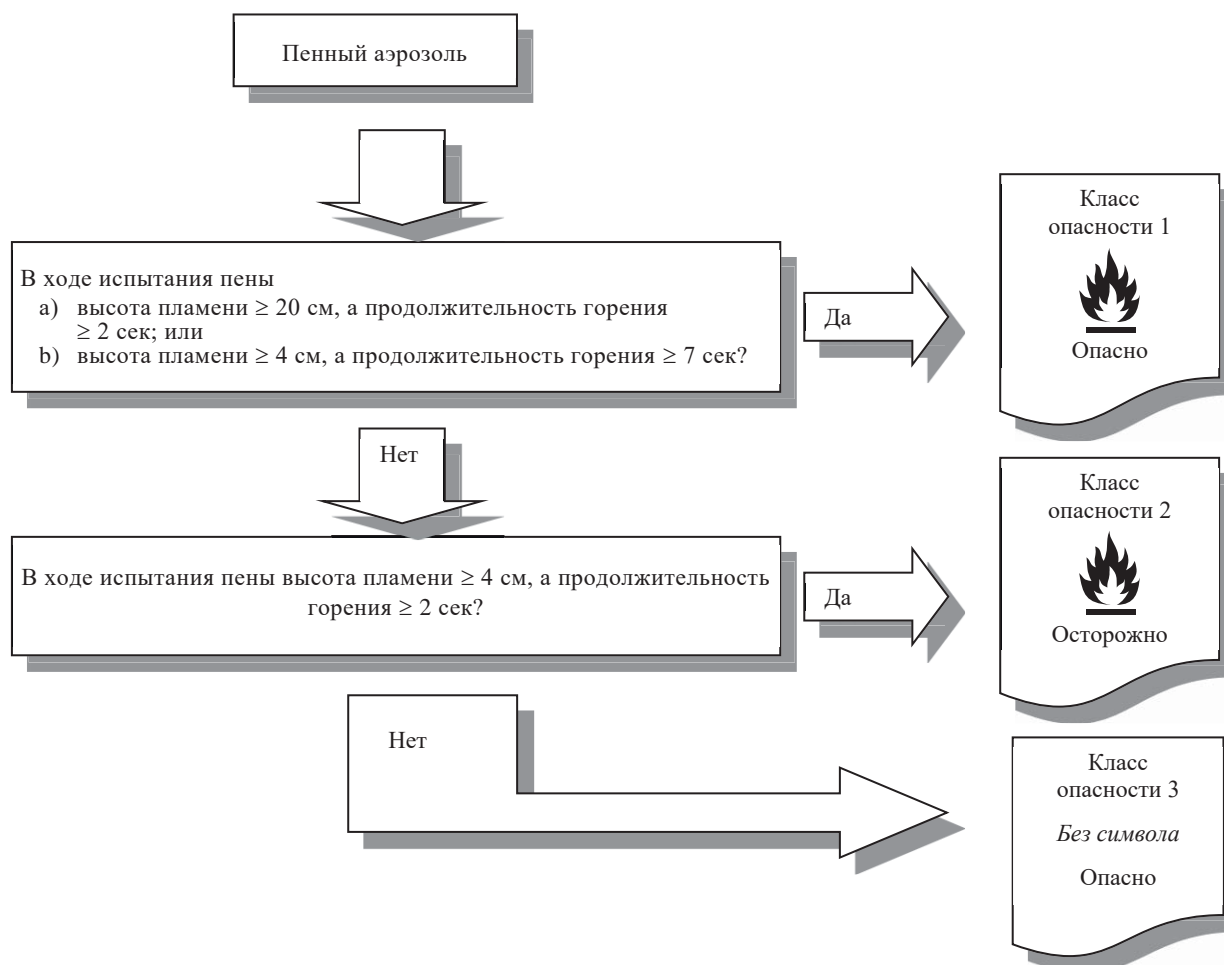 Пенный аэрозоль
В ходе испытания пены
a) высота пламени ≥ 20 см, а продолжительность горения
≥ 2 сек; или
b) высота пламени ≥ 4 см, а продолжительность горения ≥ 7 сек?
Да
Класс
опасности 1
Опасно
Нет
В ходе испытания пены высота пламени ≥ 4 см, а продолжительность
горения ≥ 2 сек?
Да
Класс
опасности 2
Осторожно
Нет
Класс
опасности 3
Без символа
Опасно